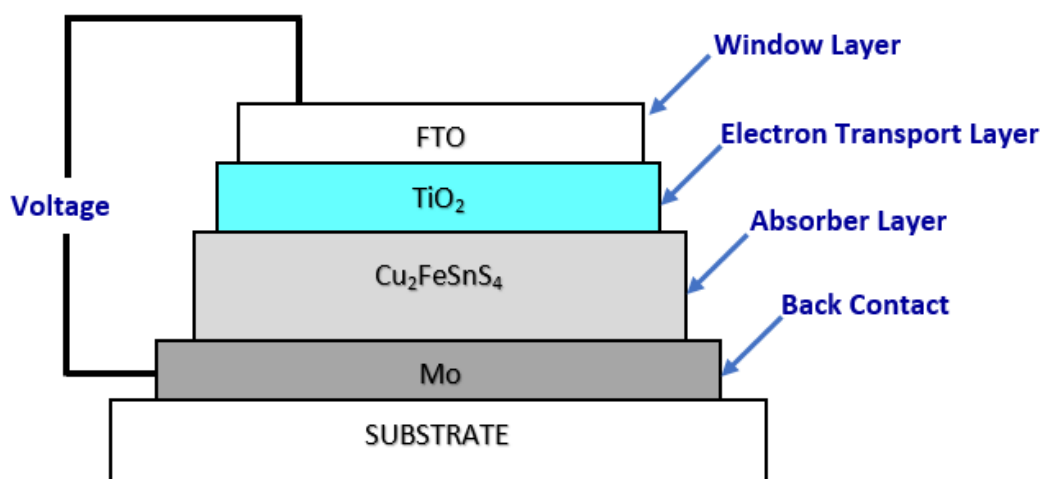 Window Layer
FTO
Electron Transport Layer
TiO₂
Voltage
Absorber Layer
Cu₂FeSnS₄
Back Contact
Mo
SUBSTRATE